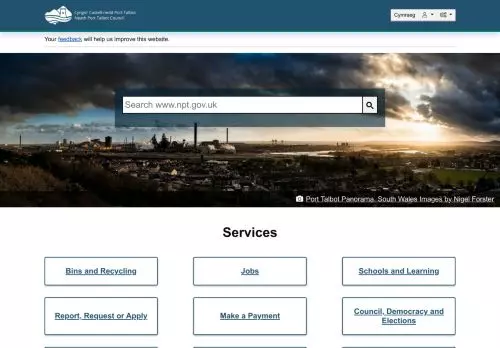 Cyngor Castell-nedd Port Talbot
Neath Port Talbot Council
Cymraeg
Your feedback will help us improve this website.
Search www.npt.gov.uk
Port Talbot Panorama, South Wales Images by Nigel Forster
Services
Bins and Recycling
Jobs
Schools and Learning
Report, Request or Apply
Make a Payment
Council, Democracy and
Elections